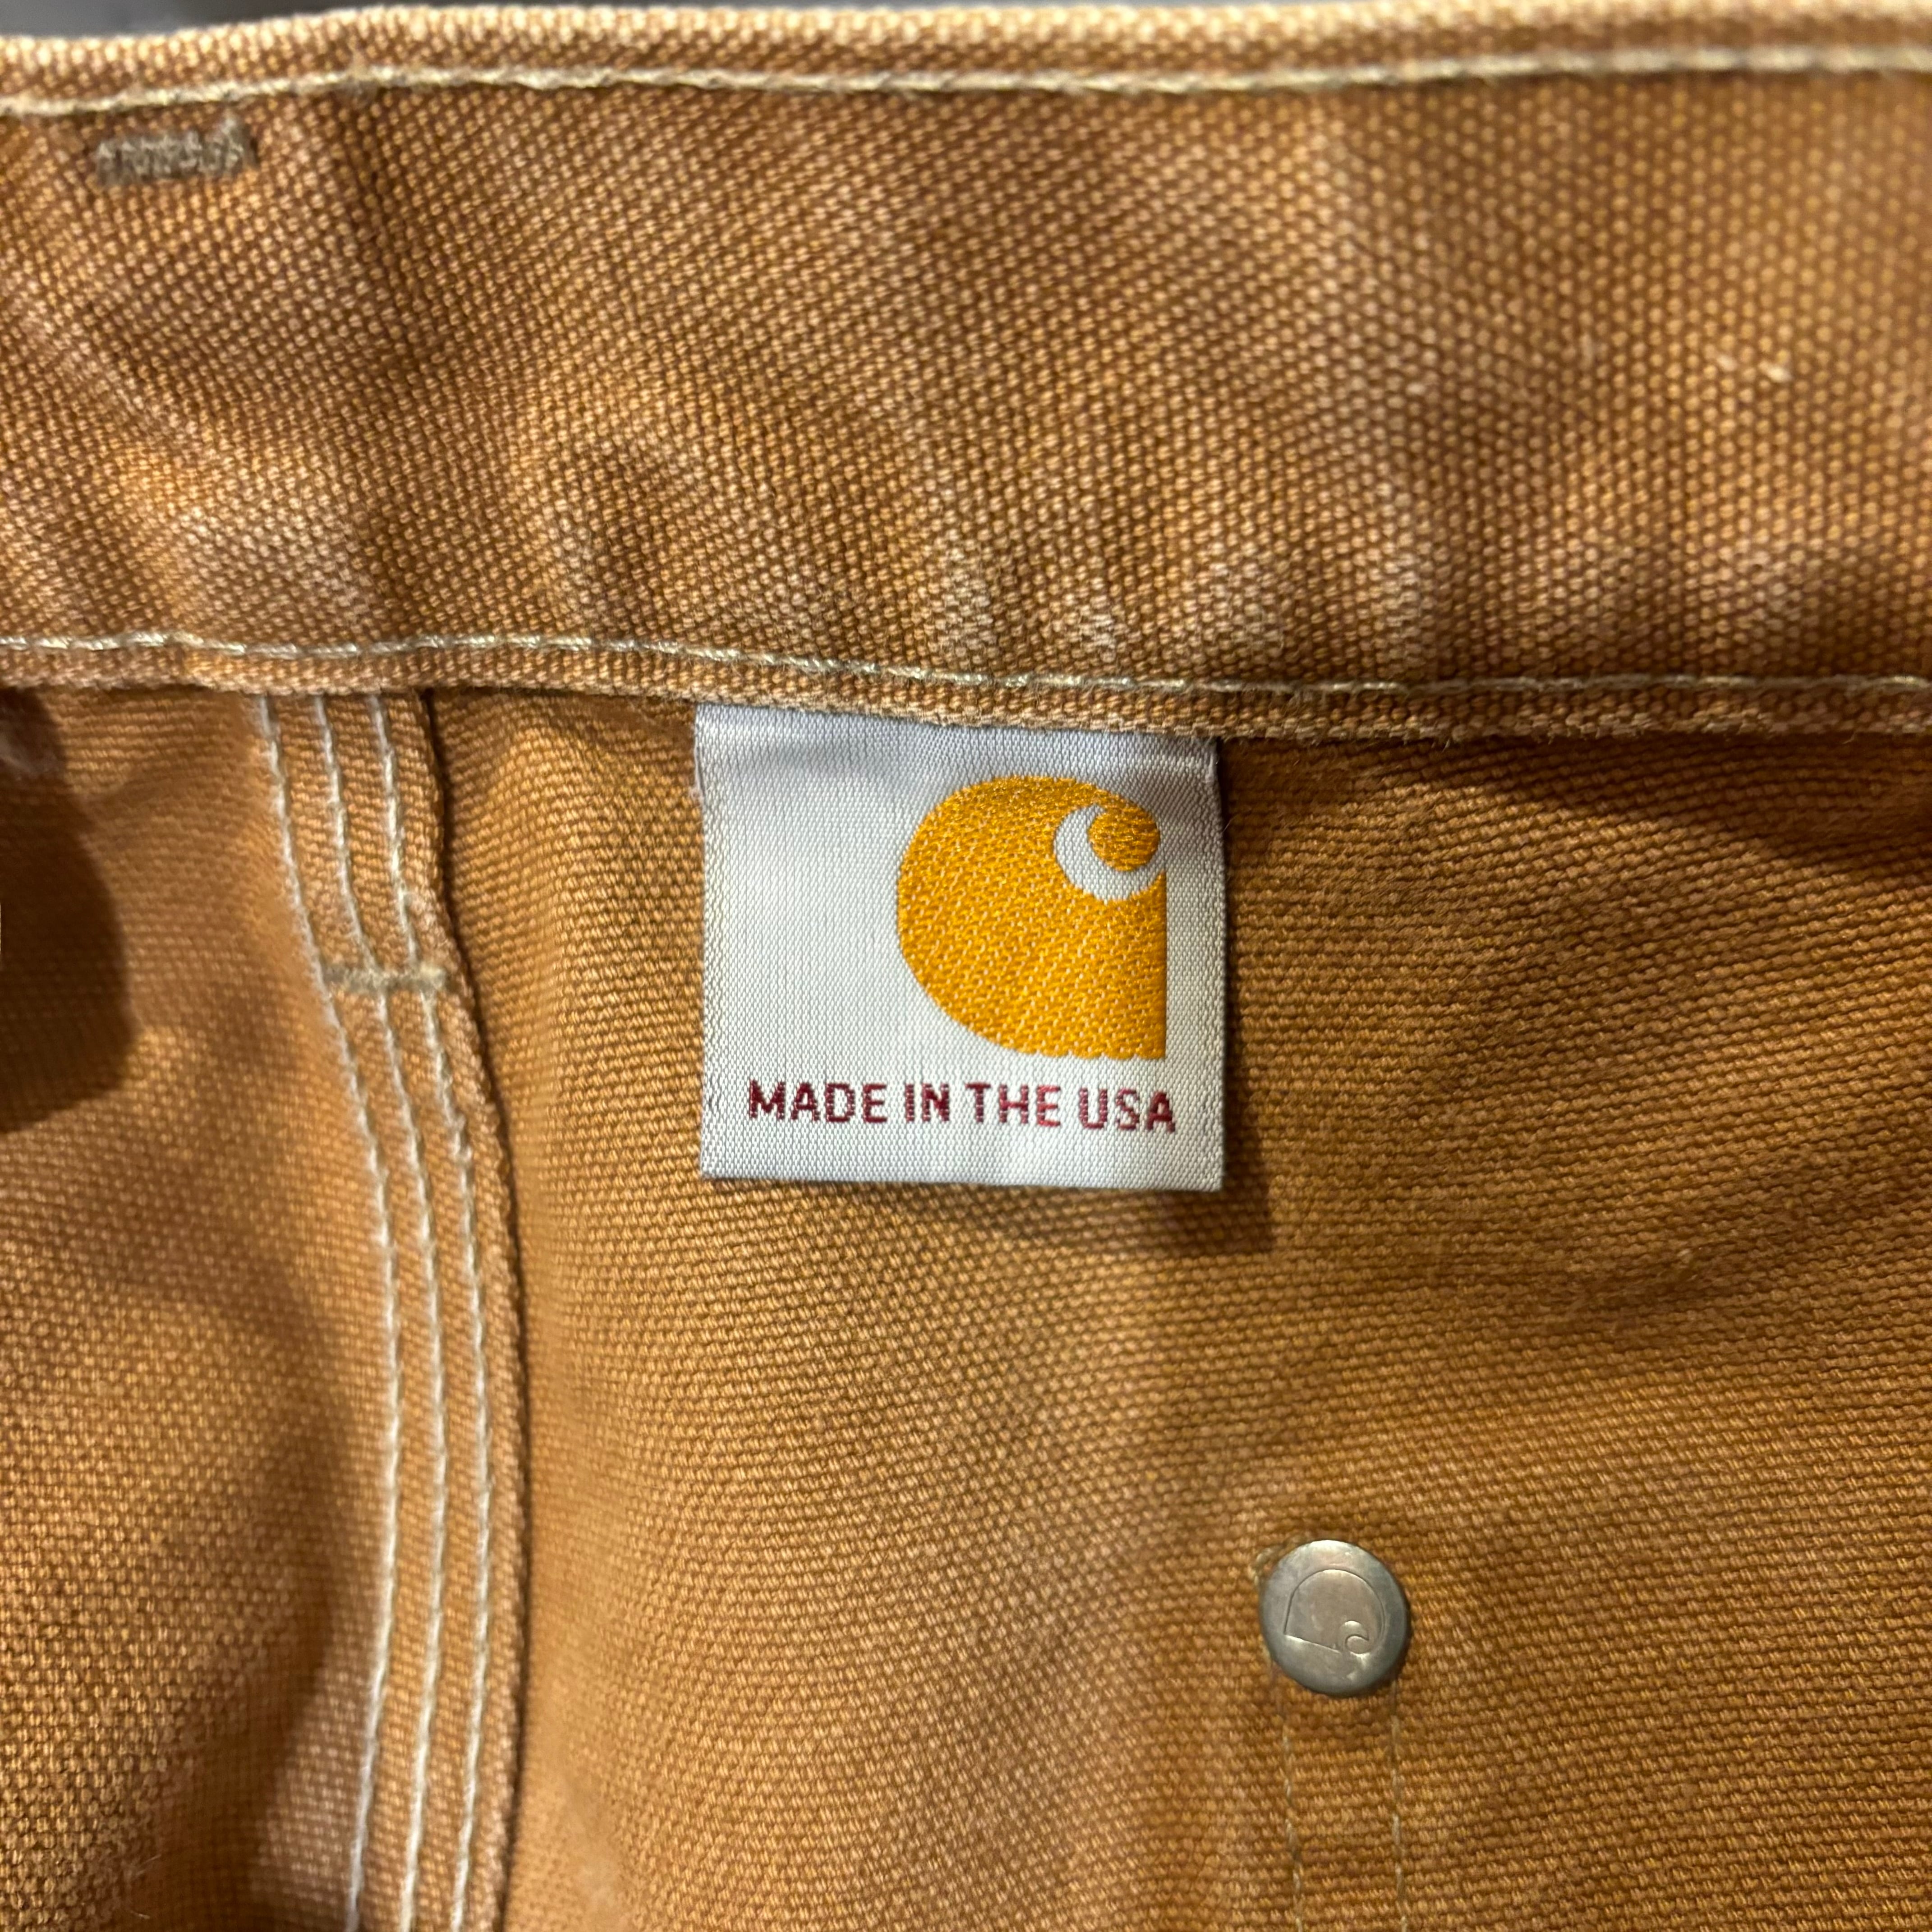 MADE IN THE USA